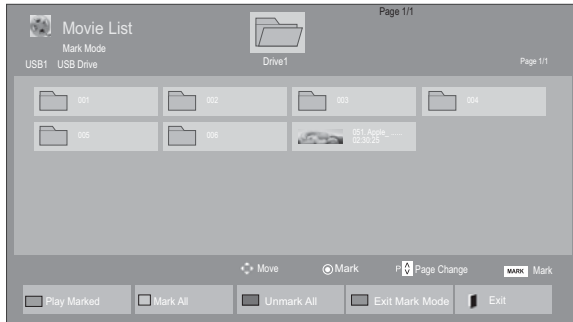 Page 1/1
Movie List
Mark Mode
USB1 USB Drive
Drive1
Page 1/1
001 002 003 004
005 006 051. Apple_ ......
02:30:25
Move Mark P Page Change MARK Mark
Play Marked Mark All Unmark All Exit Mark Mode Exit